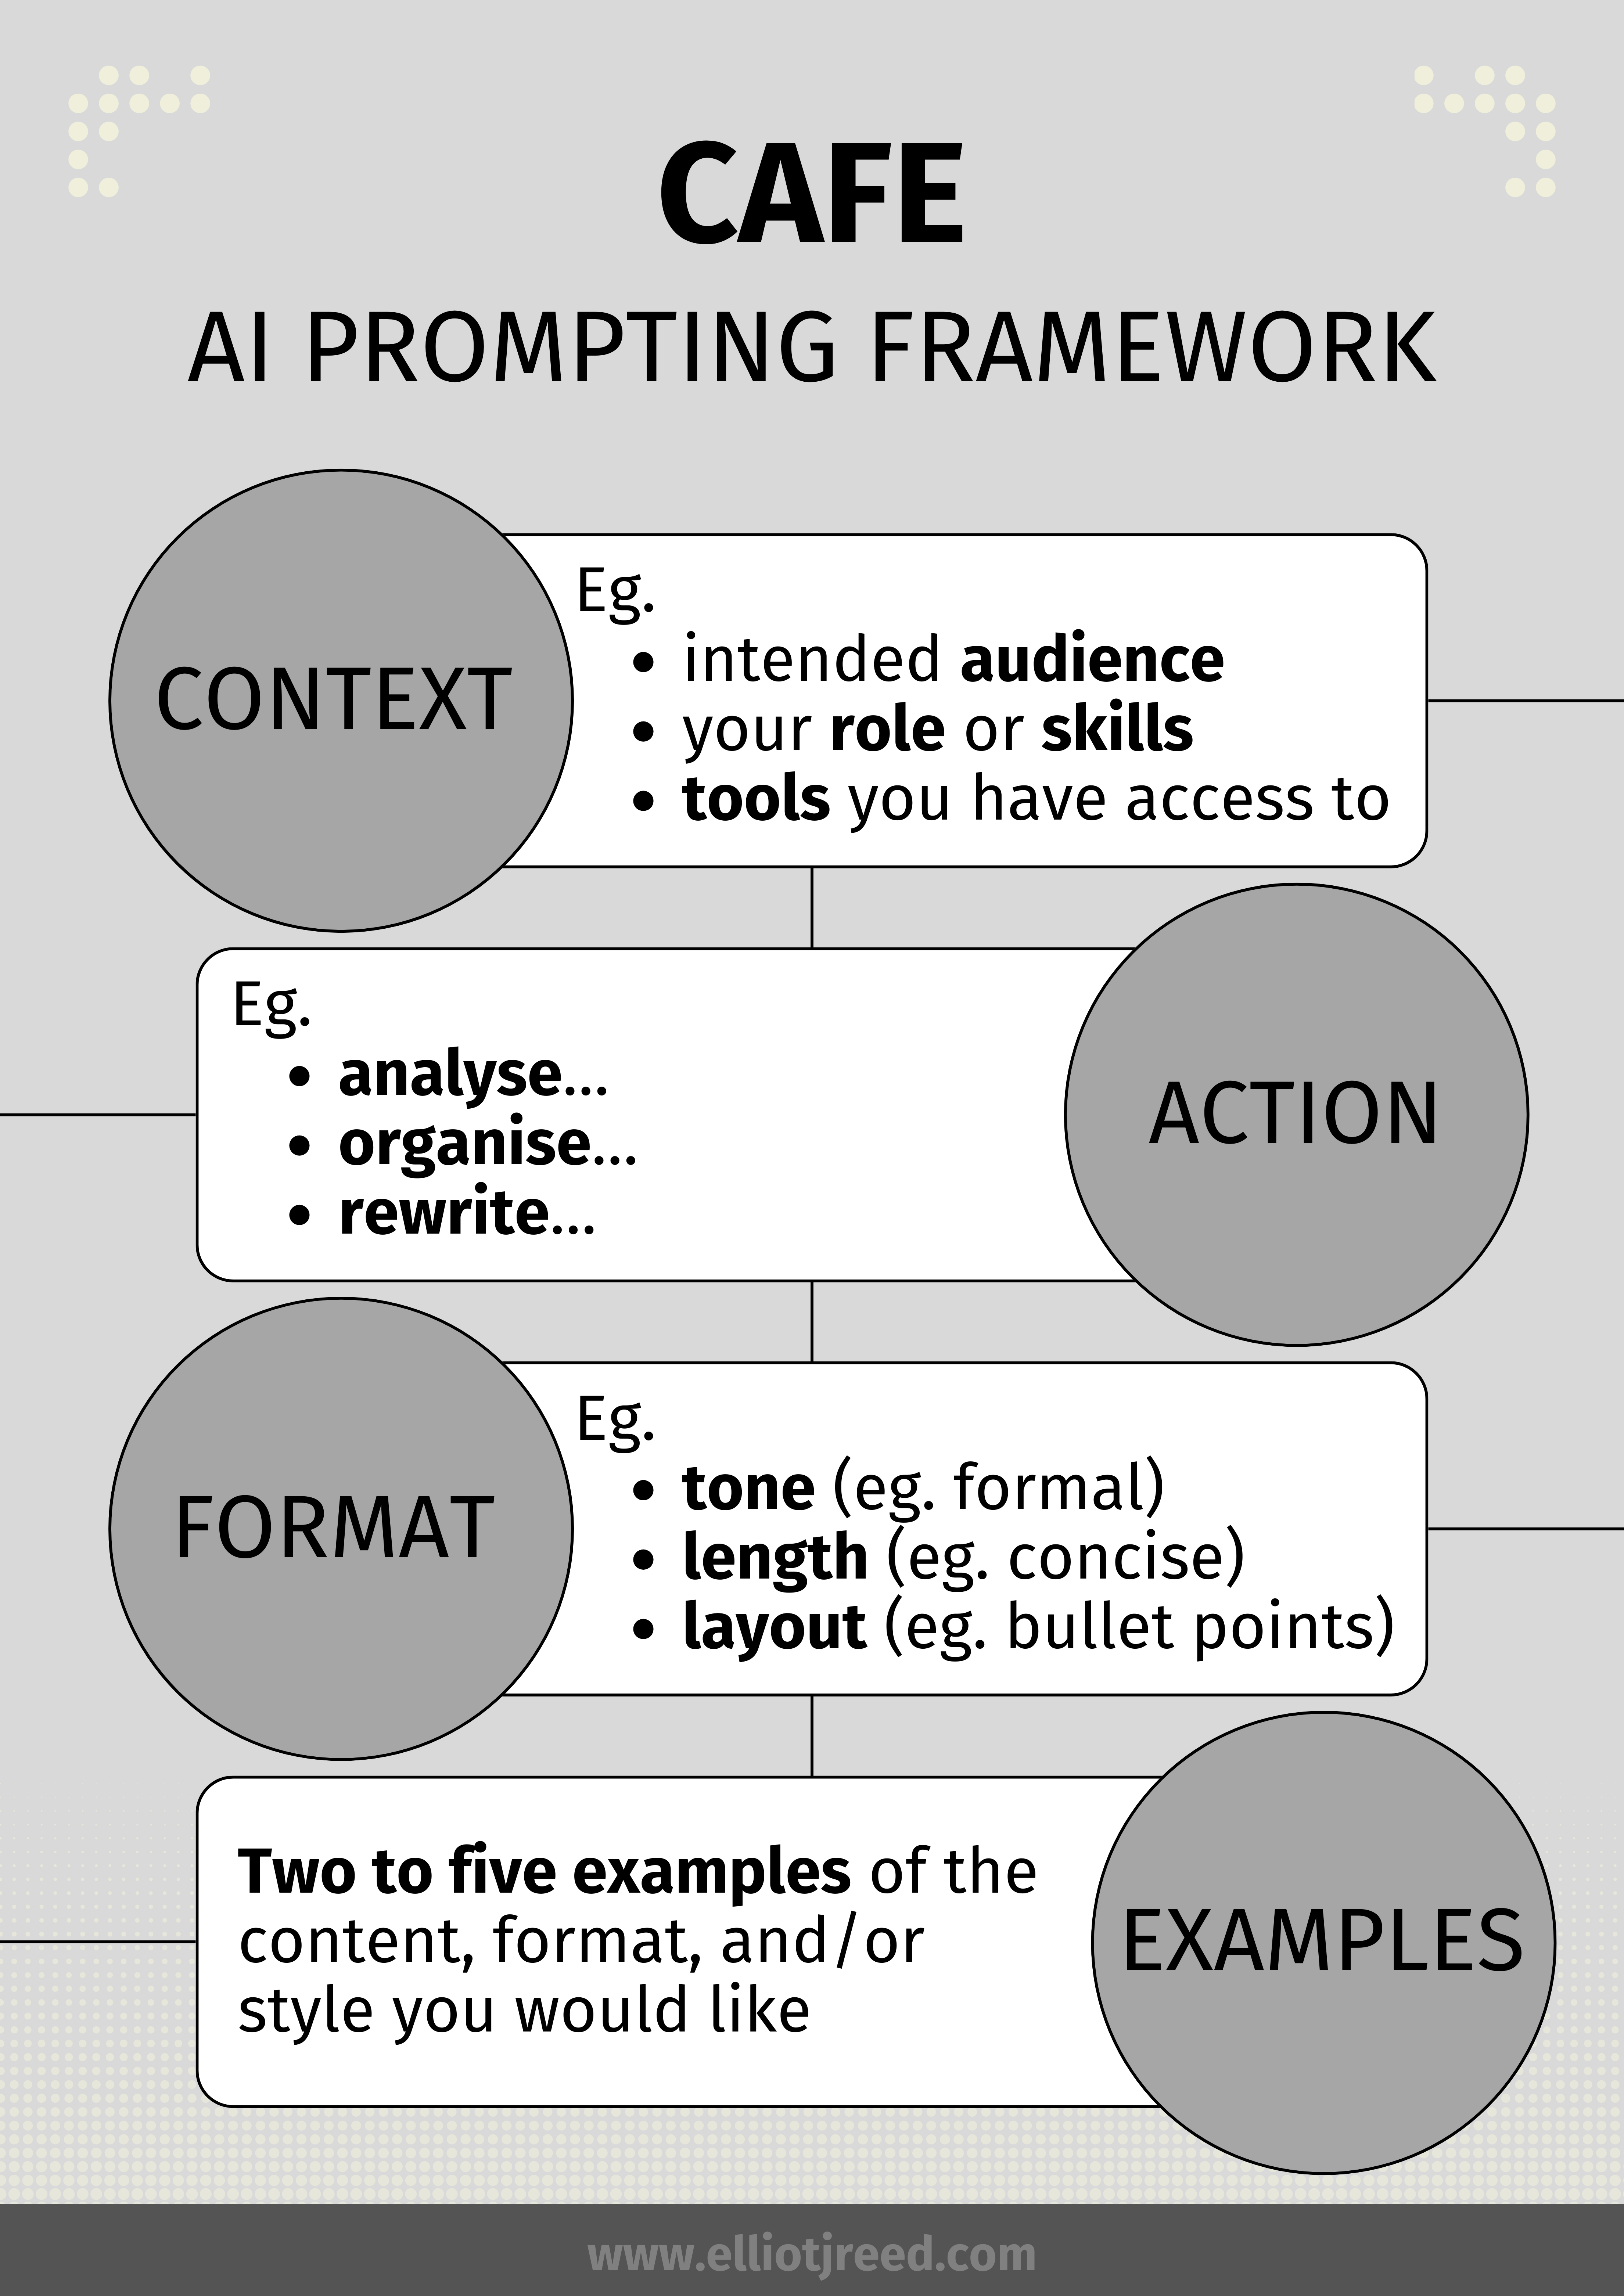 CAFE
AI PROMPTING FRAMEWORK
CONTEXT
Eg.
• intended audience
• your role or skills
• tools you have access to
ACTION
Eg.
• analyse...
• organise...
• rewrite...
FORMAT
Eg.
• tone (eg. formal)
• length (eg. concise)
• layout (eg. bullet points)
EXAMPLES
Two to five examples of the
content, format, and/or
style you would like
www.elliotjreed.com